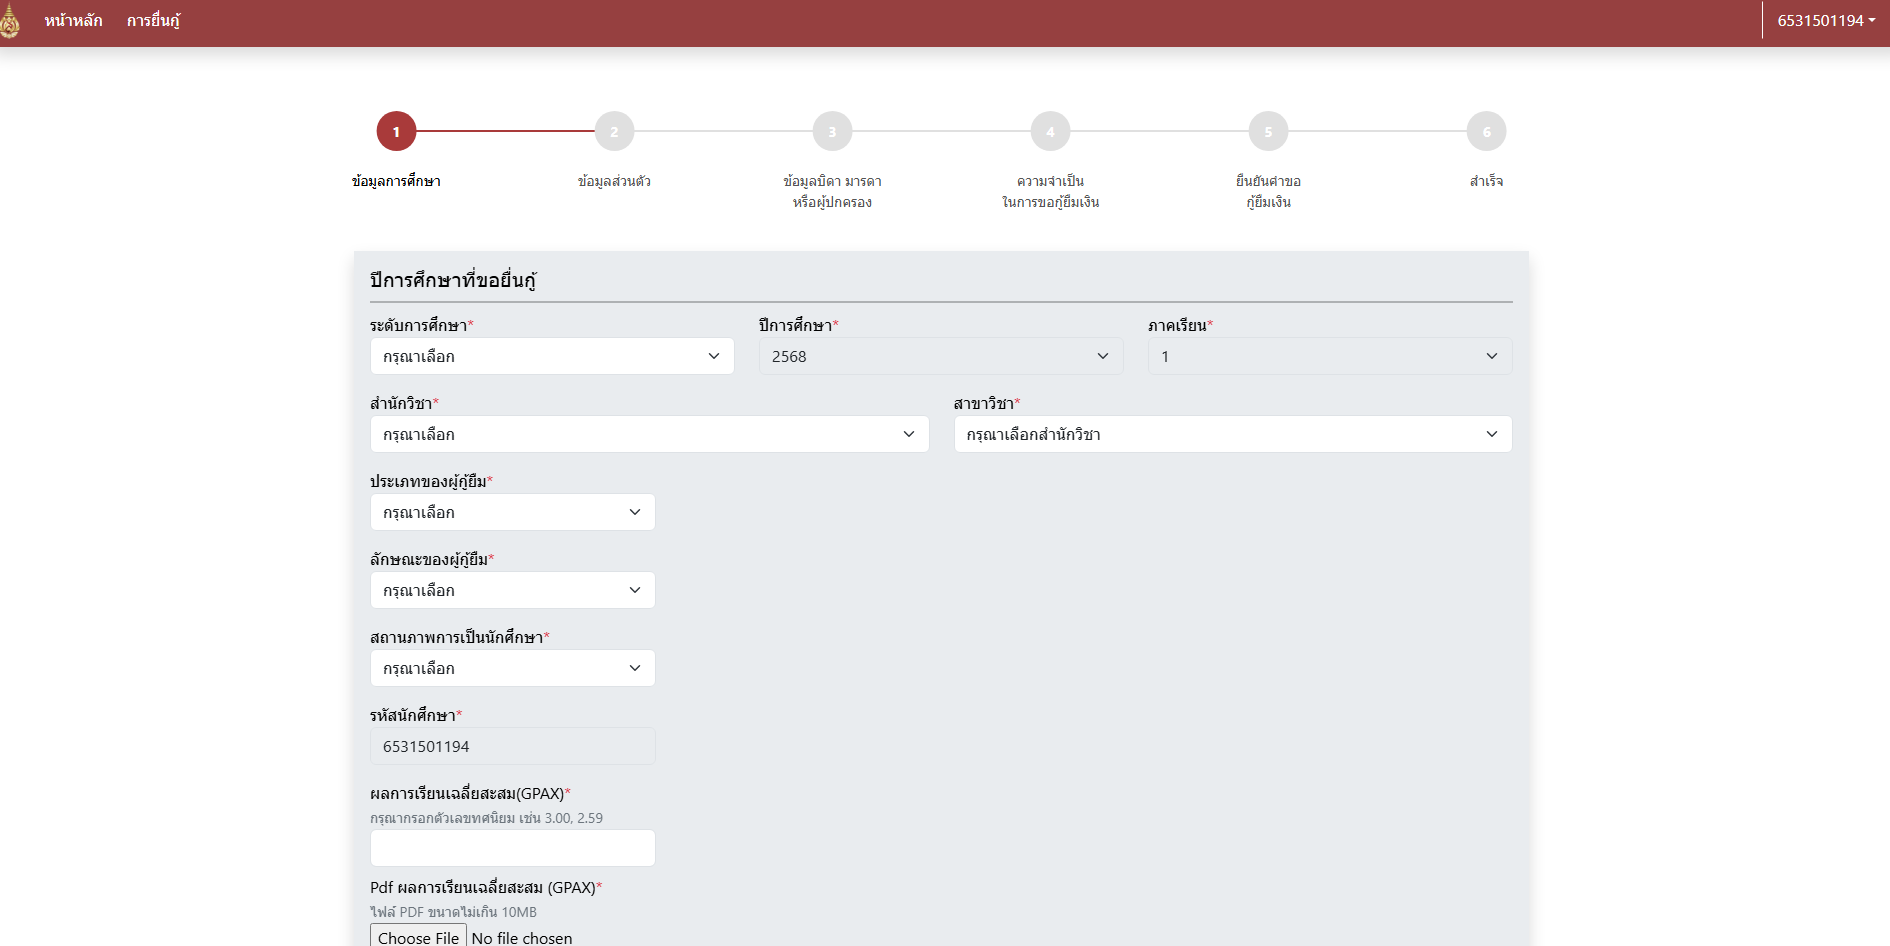 หน้าหลัก การยื่นกู้ 6531501194
1 2 3 4 5 6
ข้อมูลการศึกษา ข้อมูลส่วนตัว ข้อมูลบิดา มารดา ความจำเป็น ยืนยันคำขอ สำเร็จ
หรือผู้ปกครอง ในการขอกู้ยืมเงิน กู้ยืมเงิน
ปีการศึกษาที่ขอยื่นกู้
ระดับการศึกษา* ปีการศึกษา* ภาคเรียน*
กรุณาเลือก 2568 1
สำนักวิชา* สาขาวิชา*
กรุณาเลือก กรุณาเลือกสำนักวิชา
ประเภทของผู้กู้ยืม*
กรุณาเลือก
ลักษณะของผู้กู้ยืม*
กรุณาเลือก
สถานภาพการเป็นนักศึกษา*
กรุณาเลือก
รหัสนักศึกษา*
6531501194
ผลการเรียนเฉลี่ยสะสม(GPAX)*
กรุณากรอกตัวเลขทศนิยม เช่น 3.00, 2.59
Pdf ผลการเรียนเฉลี่ยสะสม (GPAX)*
ไฟล์ PDF ขนาดไม่เกิน 10MB
Choose File No file chosen